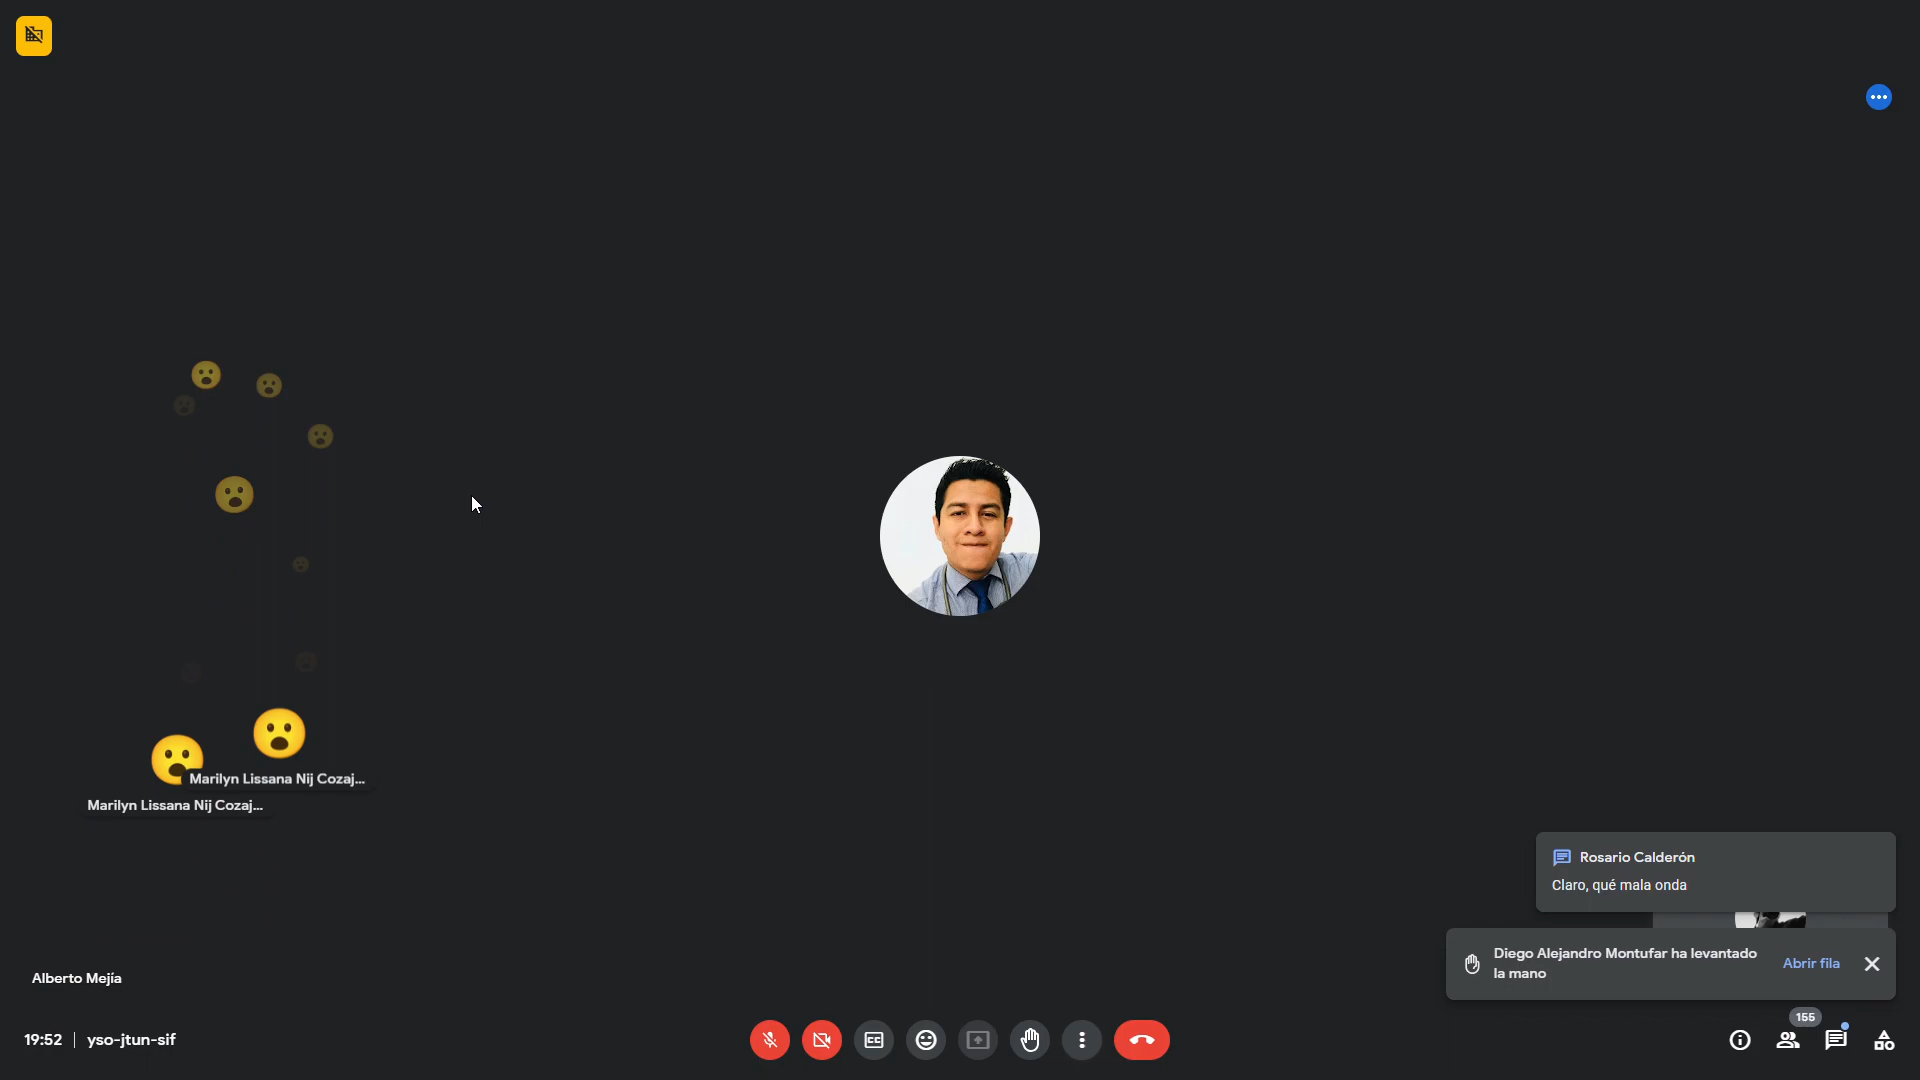 Marilyn Lissana Nij Cozaj...
Marilyn Lissana Nij Cozaj...
Rosario Calderón
Claro, qué mala onda
Diego Alejandro Montufar ha levantado
la mano
Abrir fila
Alberto Mejía
155
19:52 | yso-jtun-sif
CC